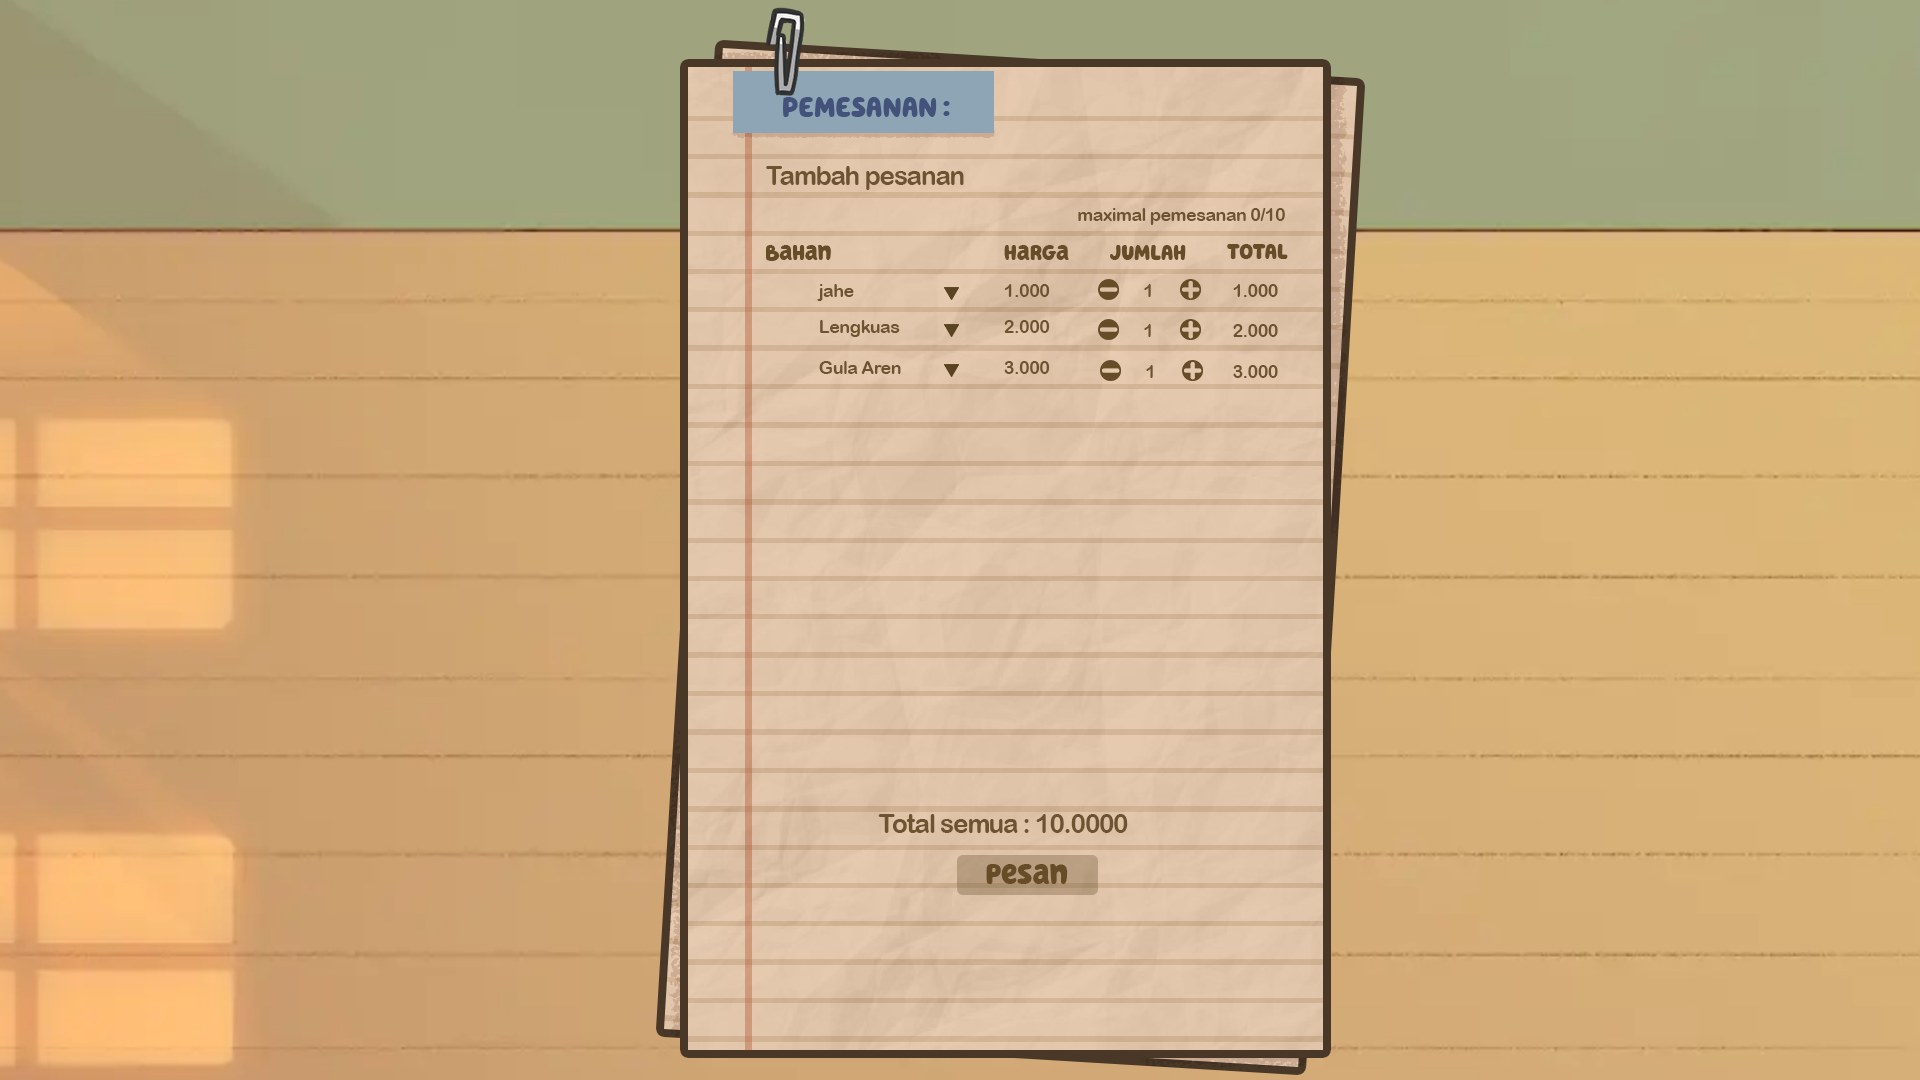 PEMESANAN :
Tambah pesanan
maximal pemesanan 0/10
BaHan HaRGa JUMLAH TOTAL
jahe 1.000 1 1.000
Lengkuas 2.000 1 2.000
Gula Aren 3.000 1 3.000
Total semua : 10.0000
pesan